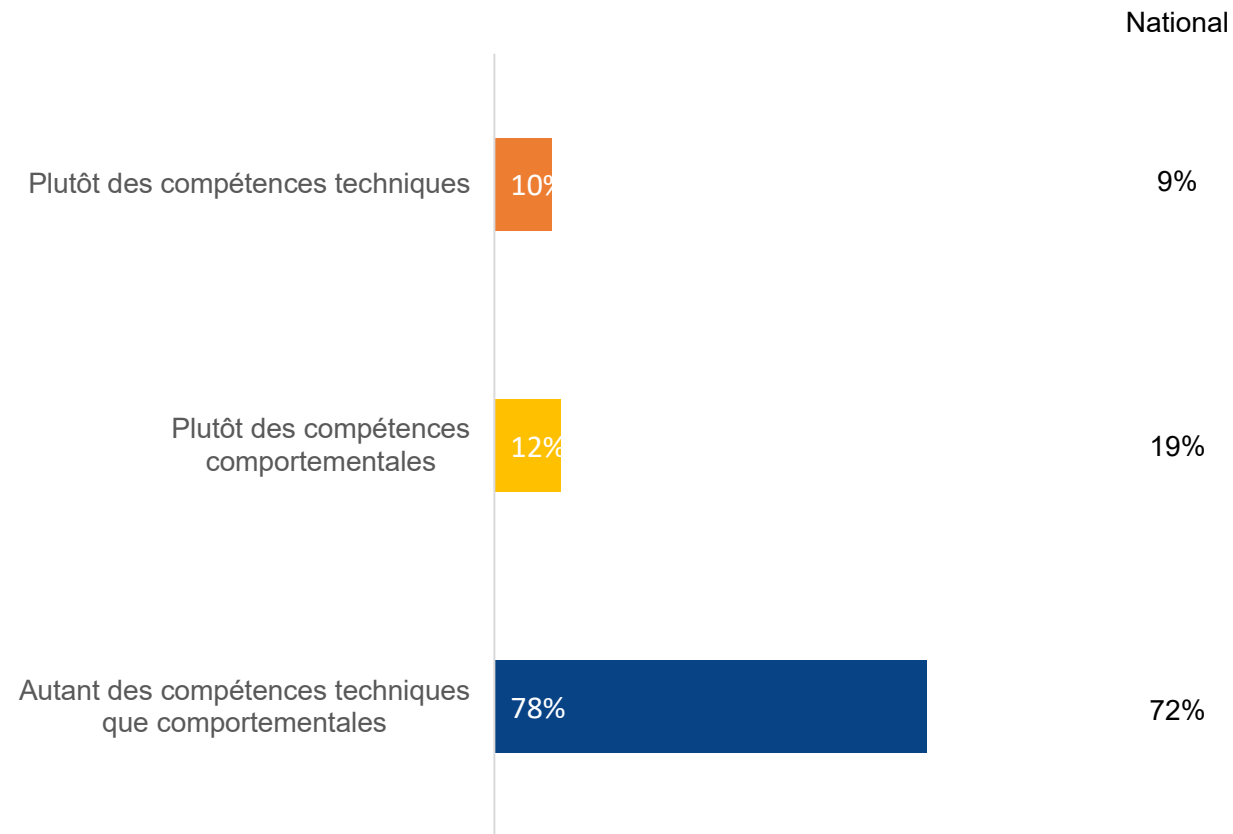 National
Plutôt des compétences techniques
10%
9%
Plutôt des compétences
comportementales
12%
19%
Autant des compétences techniques
que comportementales
78%
72%